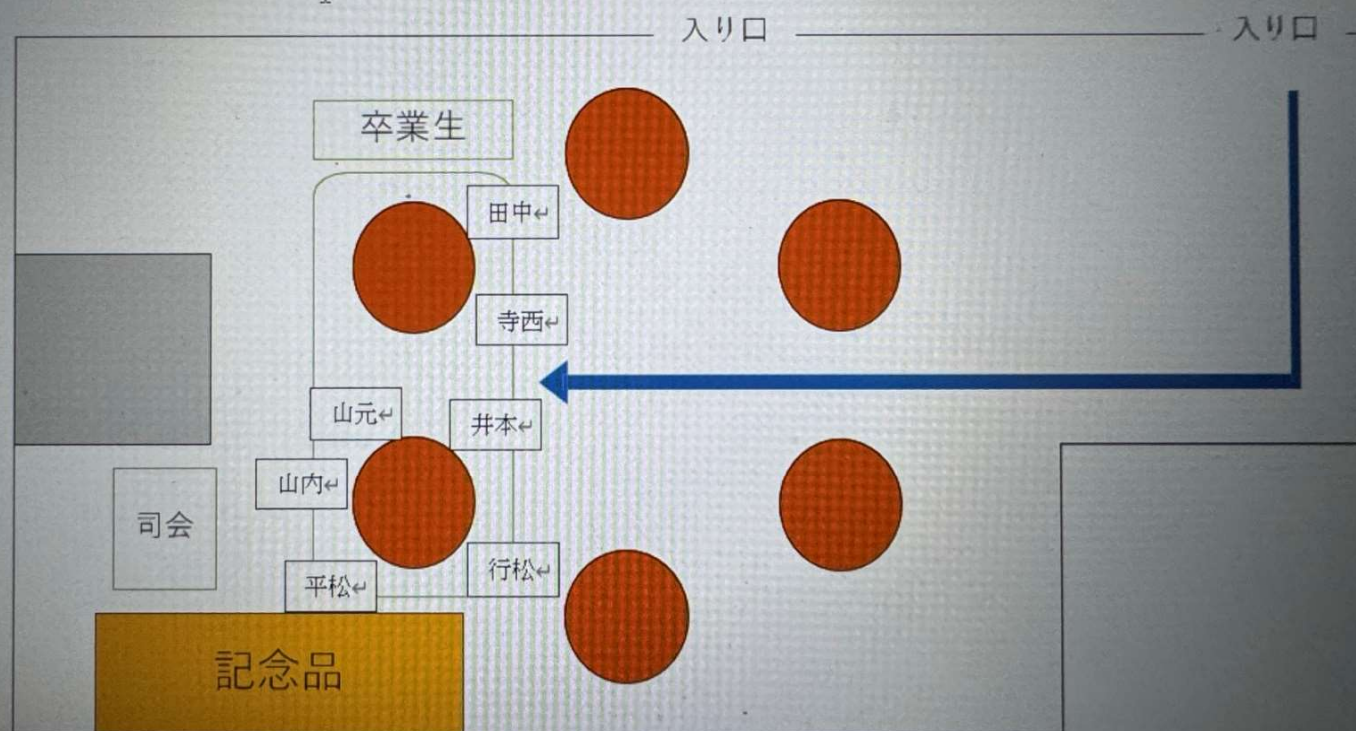 入り口
入り口
卒業生
田中
寺西
山元
井本
山内
司会
行松
平松
記念品